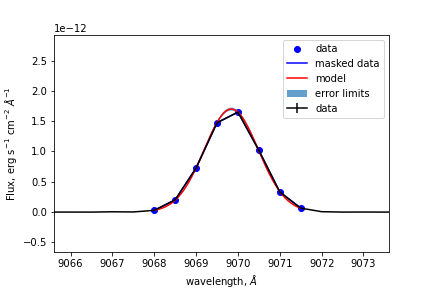 1e−12
data
masked data
model
error limits
data
2.5
2.0
1.5
1.0
0.5
0.0
−0.5
Flux, erg s⁻¹ cm⁻² Å⁻¹
9066 9067 9068 9069 9070 9071 9072 9073
wavelength, Å